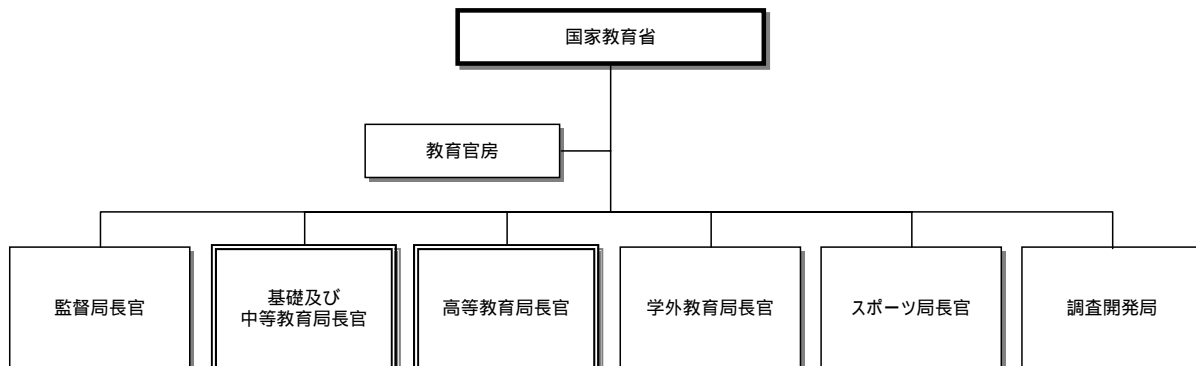 国家教育省
教育官房
監督局長官
基礎及び
中等教育局長官
高等教育局長官
学外教育局長官
スポーツ局長官
調査開発局